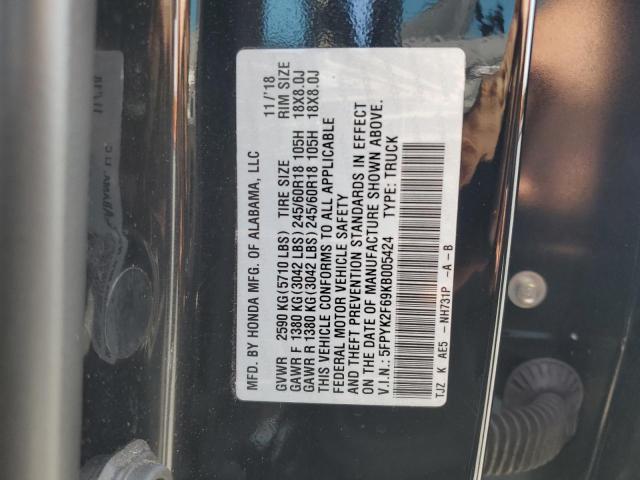 MFD. BY HONDA MFG. OF ALABAMA, LLC 11/'18
GVWR 2590 KG (5710 LBS) TIRE SIZE RIM SIZE
GAWR F 1380 KG (3042 LBS) 245/60R18 105H 18X8.0J
GAWR R 1380 KG (3042 LBS) 245/60R18 105H 18X8.0J
THIS VEHICLE CONFORMS TO ALL APPLICABLE
FEDERAL MOTOR VEHICLE SAFETY
AND THEFT PREVENTION STANDARDS IN EFFECT
ON THE DATE OF MANUFACTURE SHOWN ABOVE.
V.I.N.: 5FPYK2F69KB005424 TYPE: TRUCK
TJZ K AE5 - NH731P -A-B